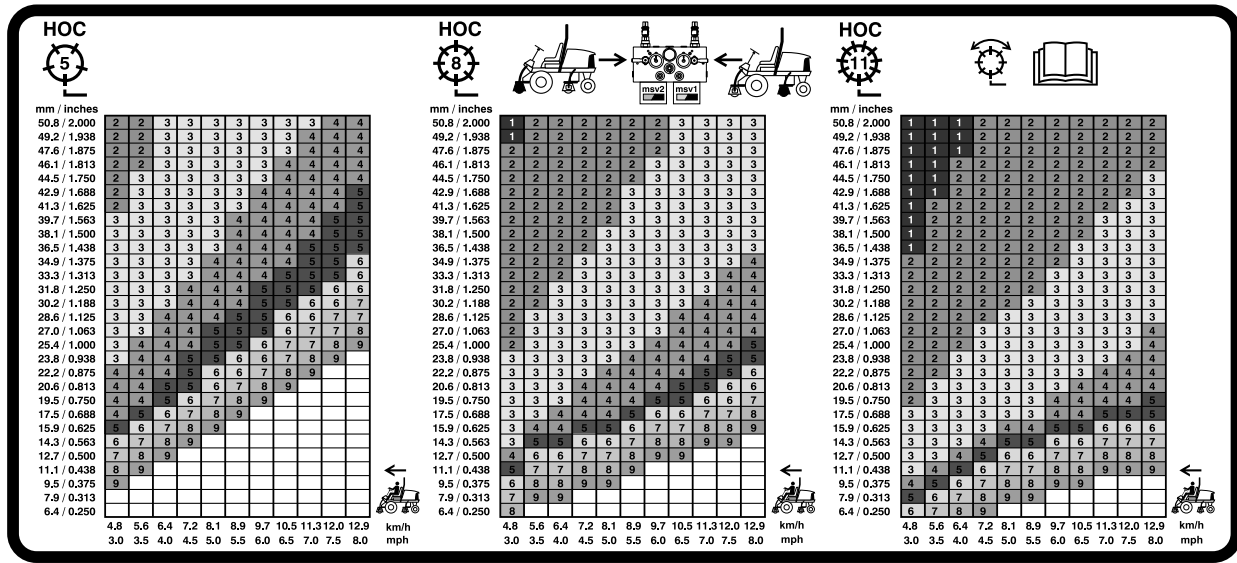 HOC
5
mm / inches
50.8 / 2.000 2 2 3 3 3 3 3 3 3 4 4
49.2 / 1.938 2 2 3 3 3 3 3 3 4 4 4
47.6 / 1.875 2 2 3 3 3 3 3 3 4 4 4
46.1 / 1.813 2 2 3 3 3 3 3 4 4 4 4
44.5 / 1.750 2 3 3 3 3 3 3 4 4 4 4
42.9 / 1.688 2 3 3 3 3 3 4 4 4 4 5
41.3 / 1.625 2 3 3 3 3 3 4 4 4 4 5
39.7 / 1.563 3 3 3 3 3 4 4 4 4 5 5
38.1 / 1.500 3 3 3 3 3 4 4 4 4 5 5
36.5 / 1.438 3 3 3 3 3 4 4 4 5 5 5
34.9 / 1.375 3 3 3 3 4 4 4 4 5 5 6
33.3 / 1.313 3 3 3 3 4 4 4 5 5 5 6
31.8 / 1.250 3 3 3 4 4 4 5 5 5 6 6
30.2 / 1.188 3 3 3 4 4 4 5 5 6 6 7
28.6 / 1.125 3 3 4 4 4 5 5 6 6 7 7
27.0 / 1.063 3 3 4 4 5 5 5 6 7 7 8
25.4 / 1.000 3 4 4 4 5 5 6 7 7 8 9
23.8 / 0.938 3 4 4 5 5 6 6 7 8 9
22.2 / 0.875 4 4 4 5 6 6 7 8 9
20.6 / 0.813 4 4 5 5 6 7 8 9
19.5 / 0.750 4 4 5 6 7 8 9
17.5 / 0.688 4 5 6 7 8 9
15.9 / 0.625 5 6 7 8 9
14.3 / 0.563 6 7 8 9
12.7 / 0.500 7 8 9
11.1 / 0.438 8 9
9.5 / 0.375 9
7.9 / 0.313
6.4 / 0.250
4.8 5.6 6.4 7.2 8.1 8.9 9.7 10.5 11.3 12.0 12.9 km/h
3.0 3.5 4.0 4.5 5.0 5.5 6.0 6.5 7.0 7.5 8.0 mph
HOC
8
msv2 msv1
mm / inches
50.8 / 2.000 1 2 2 2 2 2 2 3 3 3 3
49.2 / 1.938 1 2 2 2 2 2 2 3 3 3 3
47.6 / 1.875 2 2 2 2 2 2 2 3 3 3 3
46.1 / 1.813 2 2 2 2 2 2 3 3 3 3 3
44.5 / 1.750 2 2 2 2 2 2 3 3 3 3 3
42.9 / 1.688 2 2 2 2 2 3 3 3 3 3 3
41.3 / 1.625 2 2 2 2 2 3 3 3 3 3 3
39.7 / 1.563 2 2 2 2 2 3 3 3 3 3 3
38.1 / 1.500 2 2 2 2 3 3 3 3 3 3 3
36.5 / 1.438 2 2 2 2 3 3 3 3 3 3 3
34.9 / 1.375 2 2 2 3 3 3 3 3 3 3 4
33.3 / 1.313 2 2 2 3 3 3 3 3 3 4 4
31.8 / 1.250 2 2 3 3 3 3 3 3 3 4 4
30.2 / 1.188 2 2 3 3 3 3 3 3 4 4 4
28.6 / 1.125 2 3 3 3 3 3 3 4 4 4 4
27.0 / 1.063 2 3 3 3 3 3 3 4 4 4 4
25.4 / 1.000 2 3 3 3 3 3 4 4 4 4 5
23.8 / 0.938 3 3 3 3 3 4 4 4 4 5 5
22.2 / 0.875 3 3 3 3 4 4 4 4 5 5 6
20.6 / 0.813 3 3 3 4 4 4 4 5 5 6 6
19.5 / 0.750 3 3 3 4 4 4 5 5 6 6 7
17.5 / 0.688 3 3 4 4 4 5 6 6 7 7 8
15.9 / 0.625 3 4 4 5 5 6 7 7 8 8 9
14.3 / 0.563 3 5 5 6 6 7 8 8 9 9
12.7 / 0.500 4 6 6 7 7 8 9 9
11.1 / 0.438 5 7 7 8 8 9 9
9.5 / 0.375 6 8 8 9 9
7.9 / 0.313 7 9 9
6.4 / 0.250 8
4.8 5.6 6.4 7.2 8.1 8.9 9.7 10.5 11.3 12.0 12.9 km/h
3.0 3.5 4.0 4.5 5.0 5.5 6.0 6.5 7.0 7.5 8.0 mph
HOC
11
mm / inches
50.8 / 2.000 1 1 1 2 2 2 2 2 2 2 2
49.2 / 1.938 1 1 1 2 2 2 2 2 2 2 2
47.6 / 1.875 1 1 1 2 2 2 2 2 2 2 2
46.1 / 1.813 1 1 2 2 2 2 2 2 2 2 2
44.5 / 1.750 1 1 2 2 2 2 2 2 2 2 3
42.9 / 1.688 1 1 2 2 2 2 2 2 2 2 3
41.3 / 1.625 1 2 2 2 2 2 2 2 2 3 3
39.7 / 1.563 1 2 2 2 2 2 2 2 3 3 3
38.1 / 1.500 1 2 2 2 2 2 2 2 3 3 3
36.5 / 1.438 1 2 2 2 2 2 2 3 3 3 3
34.9 / 1.375 2 2 2 2 2 2 2 3 3 3 3
33.3 / 1.313 2 2 2 2 2 2 3 3 3 3 3
31.8 / 1.250 2 2 2 2 2 2 3 3 3 3 3
30.2 / 1.188 2 2 2 2 2 3 3 3 3 3 3
28.6 / 1.125 2 2 2 2 3 3 3 3 3 3 3
27.0 / 1.063 2 2 2 3 3 3 3 3 3 3 4
25.4 / 1.000 2 2 2 3 3 3 3 3 3 3 4
23.8 / 0.938 2 2 3 3 3 3 3 3 3 4 4
22.2 / 0.875 2 2 3 3 3 3 3 3 4 4 4
20.6 / 0.813 2 3 3 3 3 3 3 4 4 4 4
19.5 / 0.750 2 3 3 3 3 3 4 4 4 4 5
17.5 / 0.688 3 3 3 3 3 3 4 4 5 5 5
15.9 / 0.625 3 3 3 3 4 4 5 5 6 6 6
14.3 / 0.563 3 3 3 4 5 5 6 6 7 7 7
12.7 / 0.500 3 3 4 5 6 6 7 7 8 8 8
11.1 / 0.438 3 4 5 6 7 7 8 8 9 9 9
9.5 / 0.375 4 5 6 7 8 8 9 9
7.9 / 0.313 5 6 7 8 9 9
6.4 / 0.250 6 7 8 9
4.8 5.6 6.4 7.2 8.1 8.9 9.7 10.5 11.3 12.0 12.9 km/h
3.0 3.5 4.0 4.5 5.0 5.5 6.0 6.5 7.0 7.5 8.0 mph